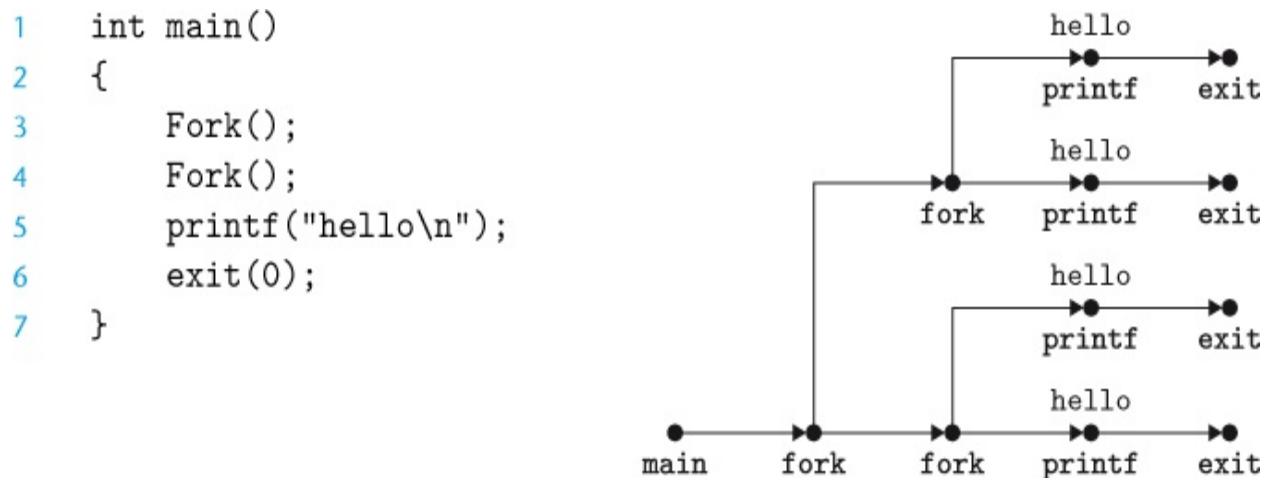 1 int main()
2 {
3 Fork();
4 Fork();
5 printf("hello\n");
6 exit(0);
7 }
hello
printf exit
hello
fork printf exit
hello
printf exit
hello
main fork fork printf exit